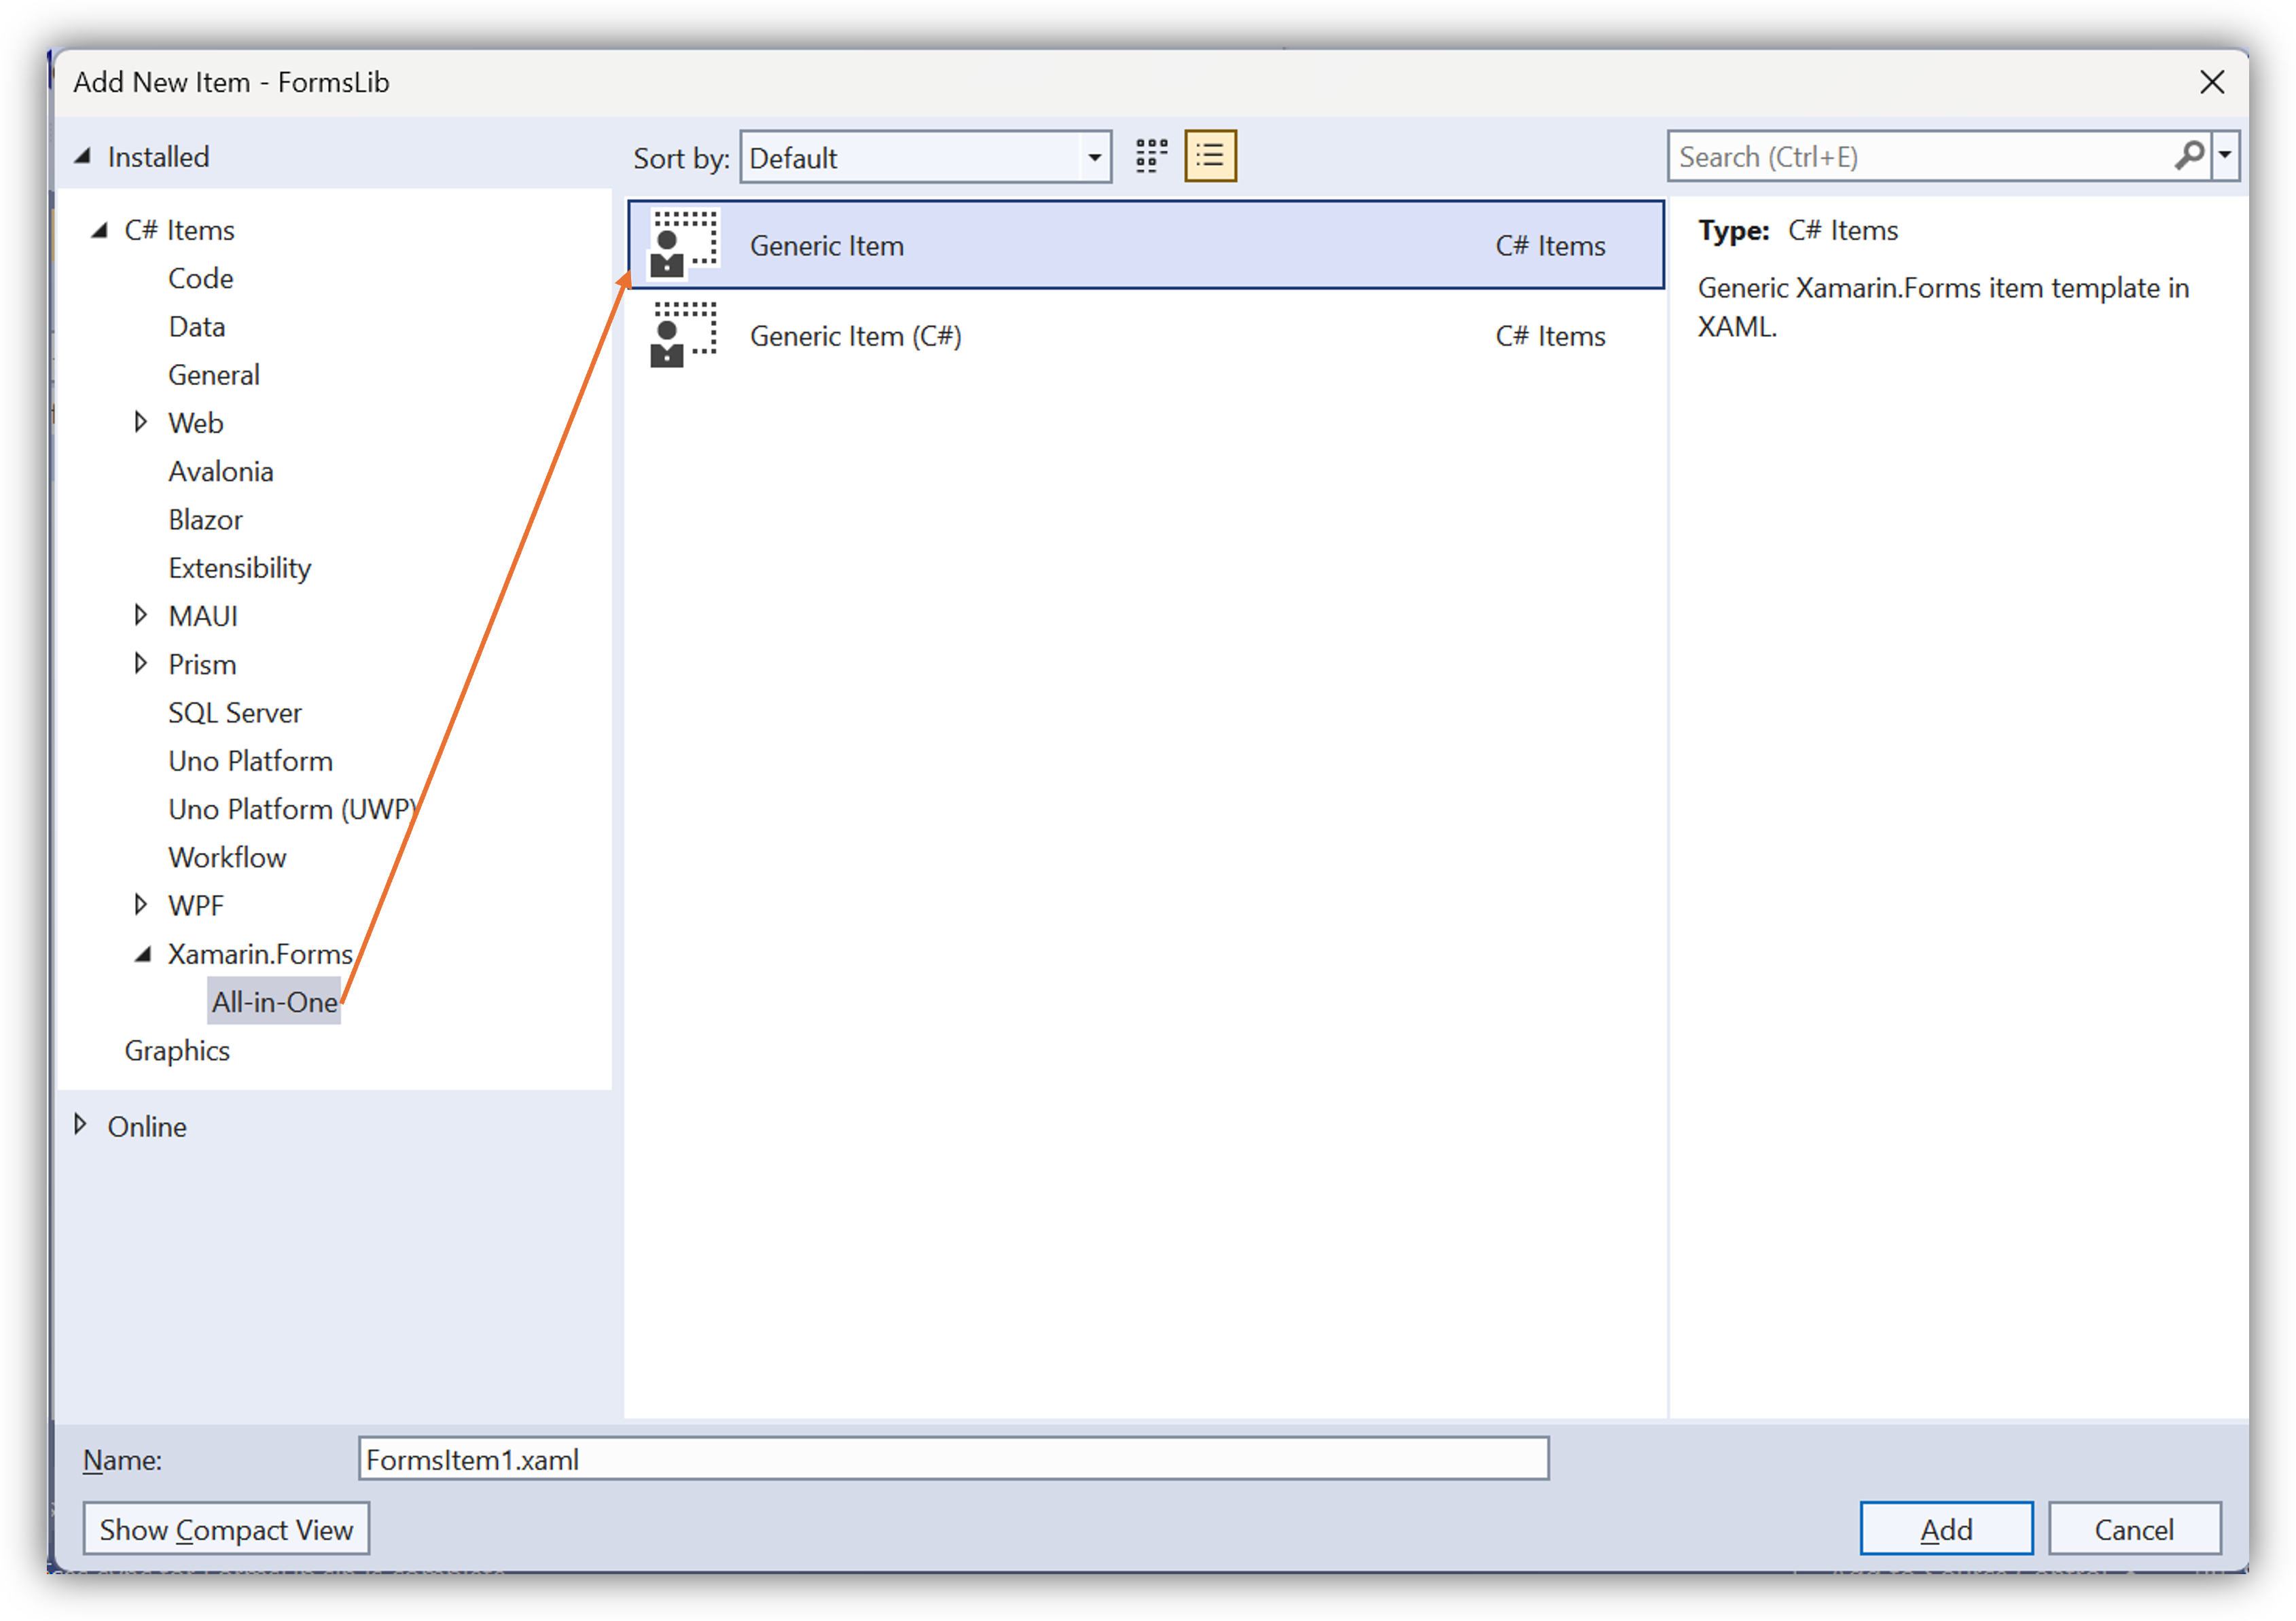 Add New Item - FormsLib
Installed
Sort by: Default
Search (Ctrl+E)
C# Items
Code
Data
General
Web
Avalonia
Blazor
Extensibility
MAUI
Prism
SQL Server
Uno Platform
Uno Platform (UWP)
Workflow
WPF
Xamarin.Forms
All-in-One
Graphics
Online
Generic Item C# Items
Generic Item (C#) C# Items
Type: C# Items
Generic Xamarin.Forms item template in
XAML.
Name: FormsItem1.xaml
Show Compact View
Add Cancel